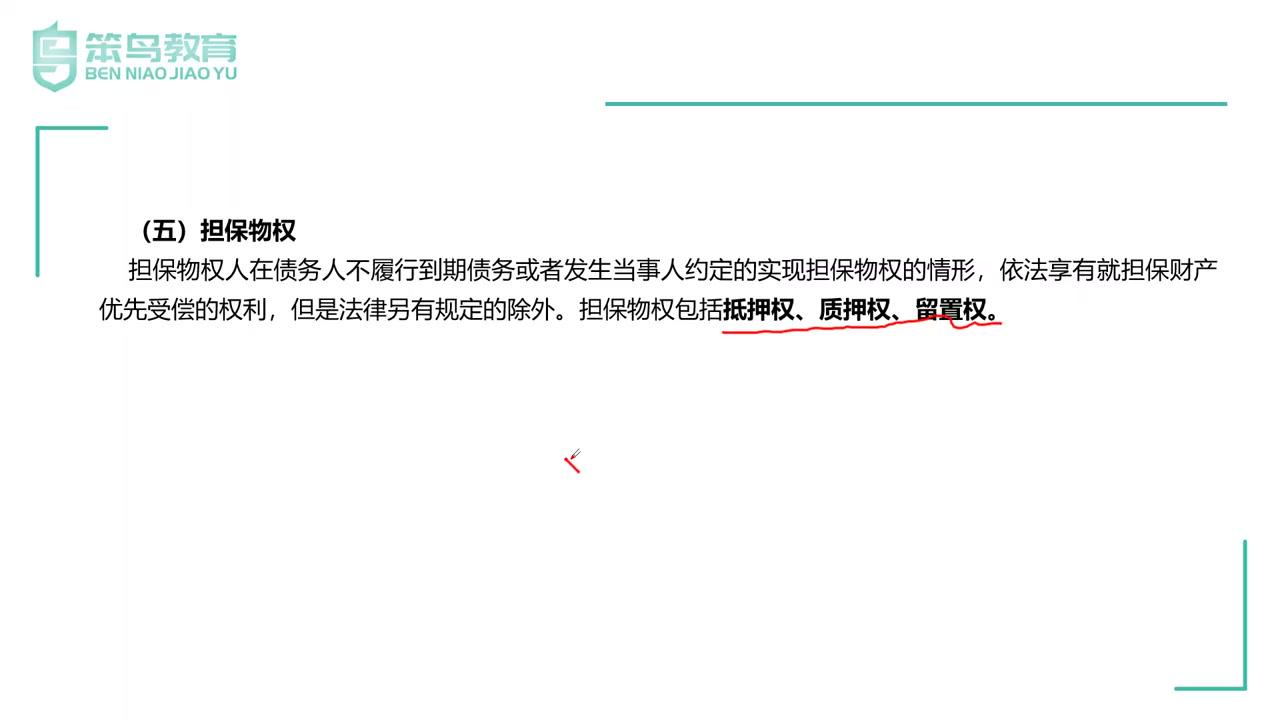 笨鸟教育
BEN NIAO JIAO YU
（五）担保物权
担保物权人在债务人不履行到期债务或者发生当事人约定的实现担保物权的情形，依法享有就担保财产
优先受偿的权利，但是法律另有规定的除外。担保物权包括抵押权、质押权、留置权。